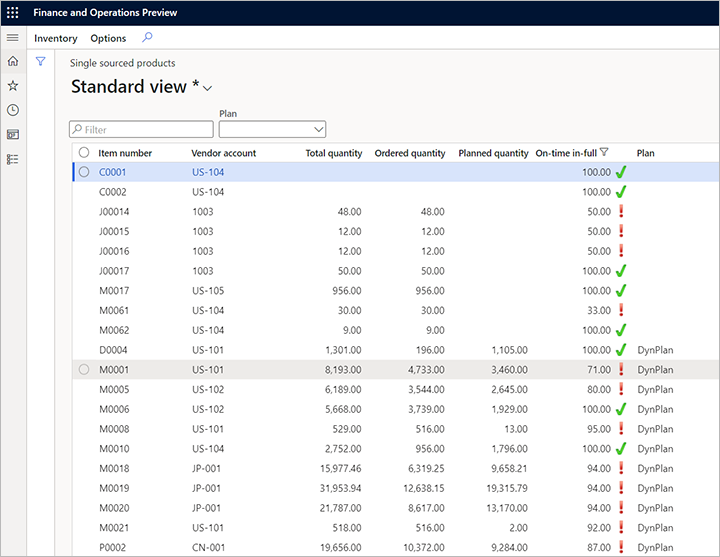 Finance and Operations Preview
Inventory Options
Single sourced products
Standard view *
Plan
Filter
Item number Vendor account Total quantity Ordered quantity Planned quantity On-time in-full Plan
C0001 US-104 100.00
C0002 US-104 100.00
J00014 1003 48.00 48.00 50.00
J00015 1003 12.00 12.00 50.00
J00016 1003 12.00 12.00 50.00
J00017 1003 50.00 50.00 100.00
M0017 US-105 956.00 956.00 100.00
M0061 US-104 30.00 30.00 33.00
M0062 US-104 9.00 9.00 100.00
D0004 US-101 1,301.00 196.00 1,105.00 100.00 DynPlan
M0001 US-101 8,193.00 4,733.00 3,460.00 71.00 DynPlan
M0005 US-102 6,189.00 3,544.00 2,645.00 80.00 DynPlan
M0006 US-102 5,668.00 3,739.00 1,929.00 100.00 DynPlan
M0008 US-101 529.00 516.00 13.00 95.00 DynPlan
M0010 US-104 2,752.00 956.00 1,796.00 100.00 DynPlan
M0018 JP-001 15,977.46 6,319.25 9,658.21 94.00 DynPlan
M0019 JP-001 31,953.94 12,638.15 19,315.79 94.00 DynPlan
M0020 JP-001 21,787.00 8,617.00 13,170.00 94.00 DynPlan
M0021 US-101 518.00 516.00 2.00 92.00 DynPlan
P0002 CN-001 19,656.00 10,372.00 9,284.00 87.00 DynPlan